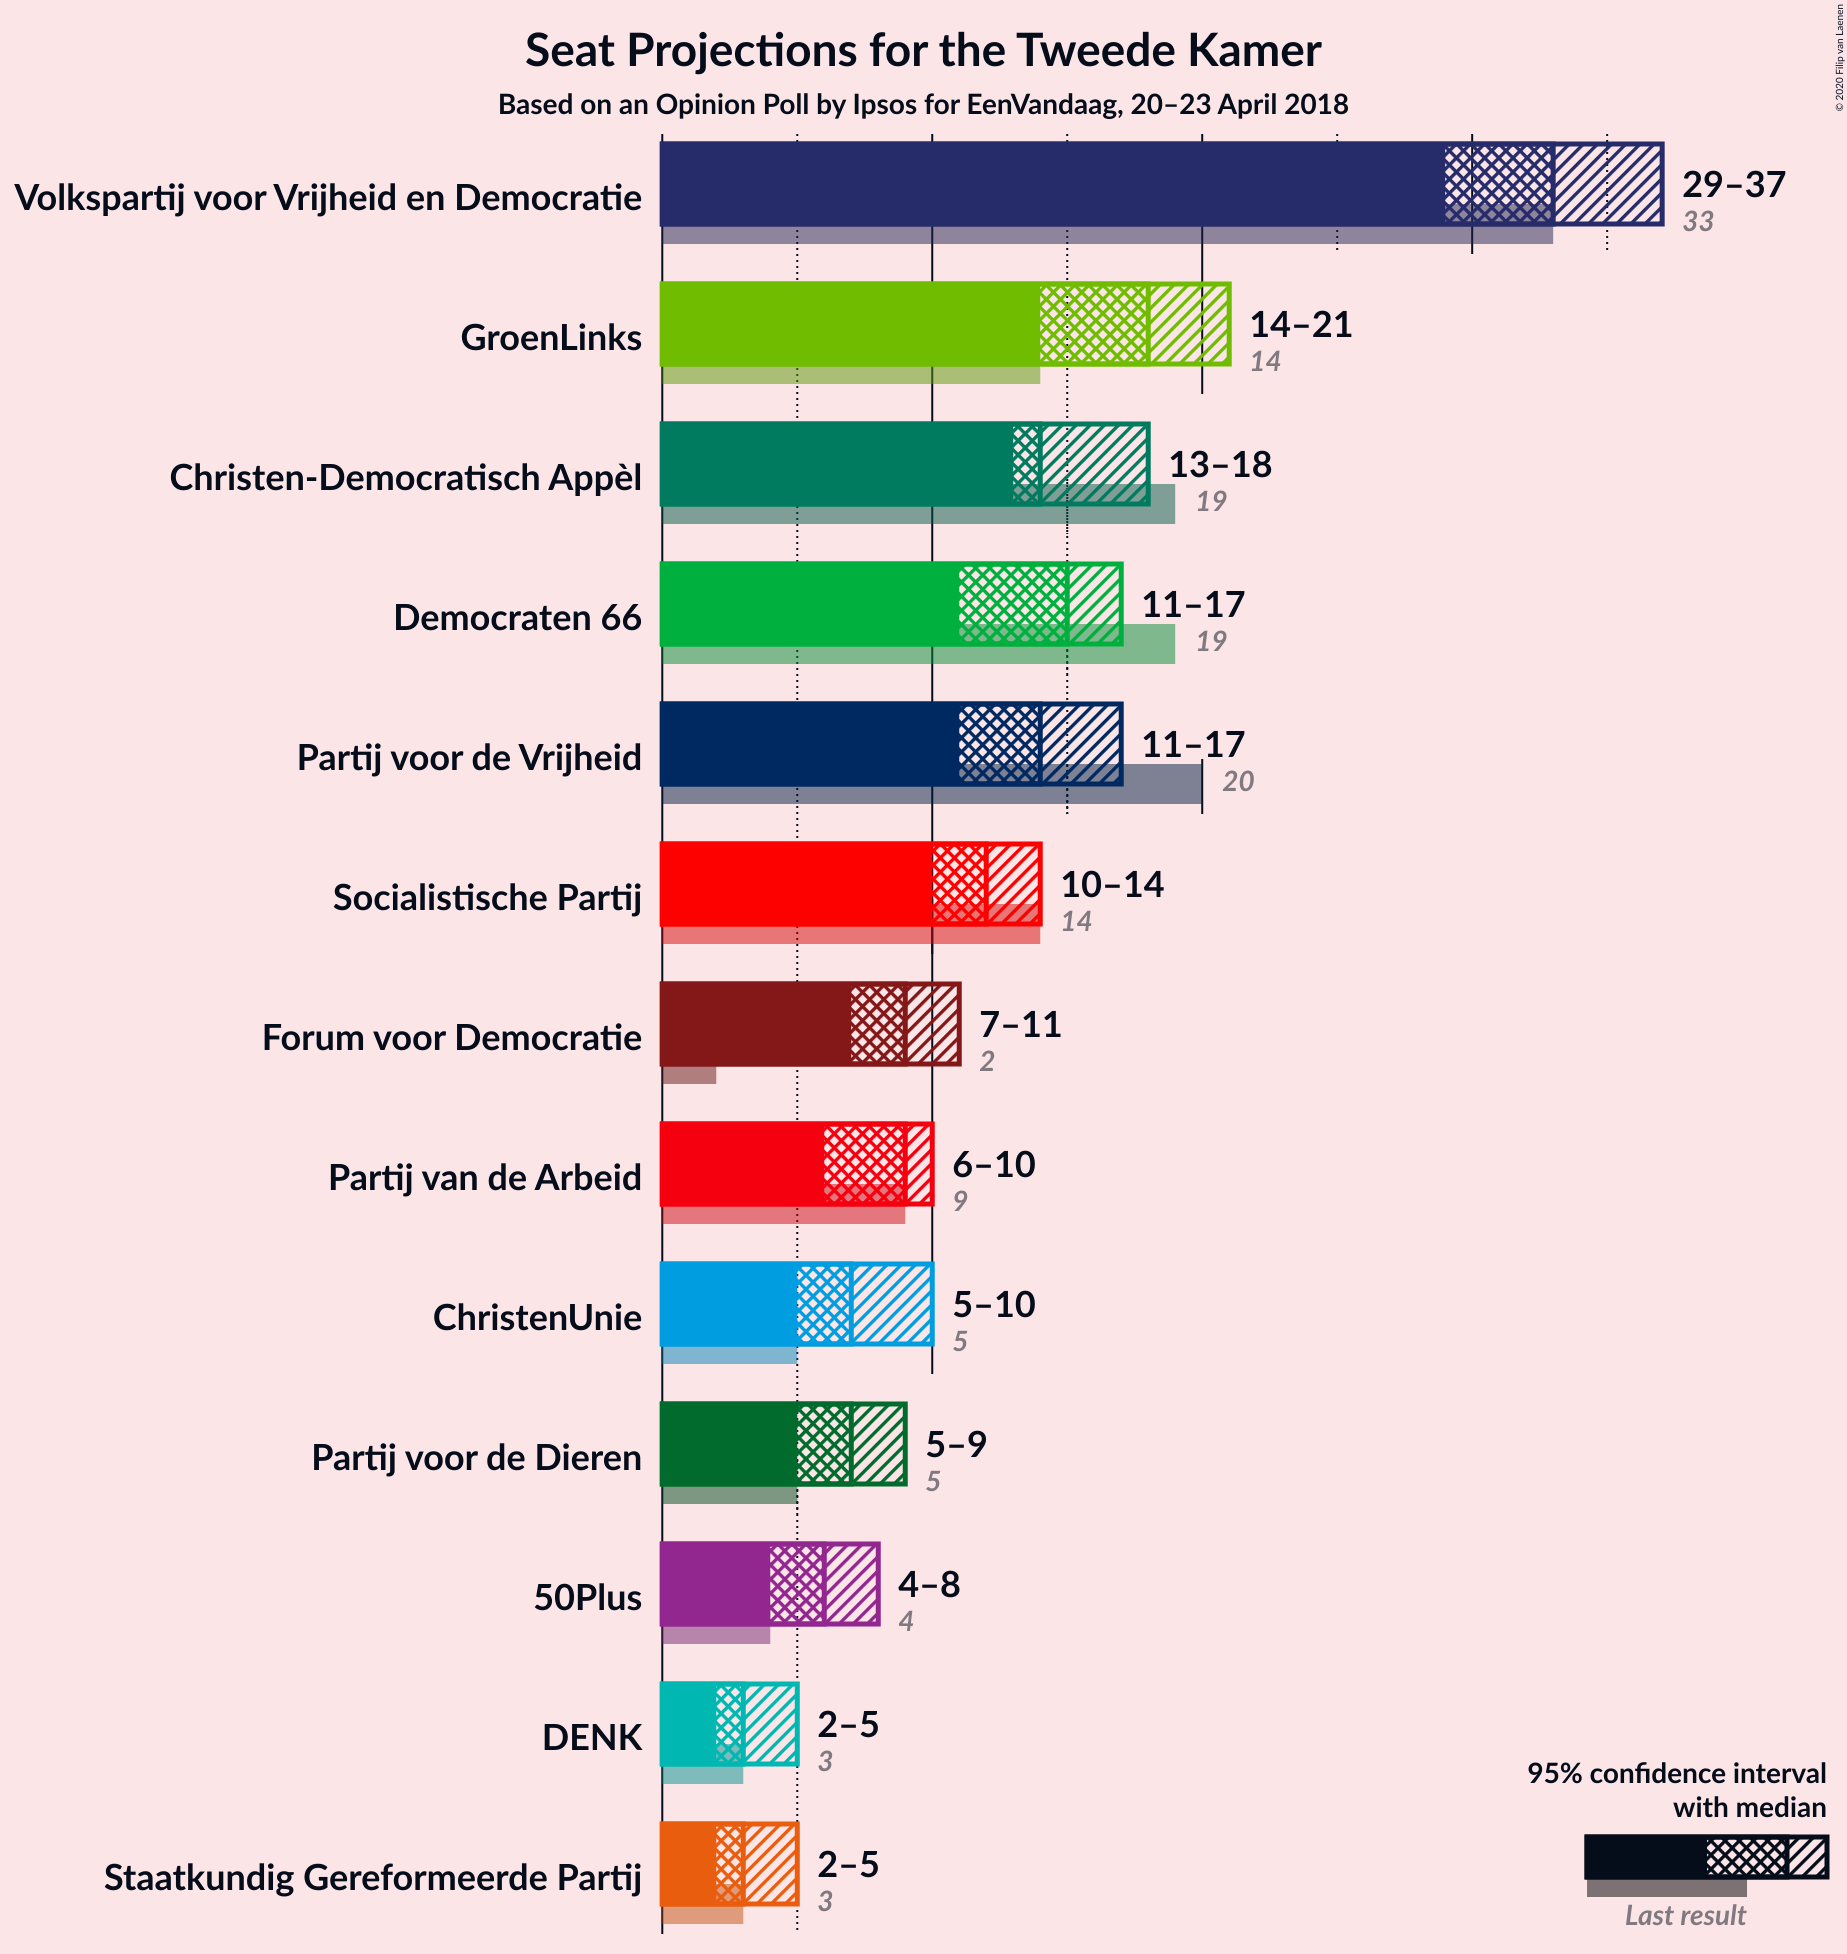 © 2020 Filip van Laenen
Seat Projections for the Tweede Kamer
Based on an Opinion Poll by Ipsos for EenVandaag, 20–23 April 2018
Volkspartij voor Vrijheid en Democratie
29–37
33
GroenLinks
14–21
14
Christen-Democratisch Appèl
13–18
19
Democraten 66
11–17
19
Partij voor de Vrijheid
11–17
20
Socialistische Partij
10–14
14
Forum voor Democratie
7–11
2
Partij van de Arbeid
6–10
9
ChristenUnie
5–10
5
Partij voor de Dieren
5–9
5
50Plus
4–8
4
DENK
2–5
3
Staatkundig Gereformeerde Partij
2–5
3
95% confidence interval
with median
Last result